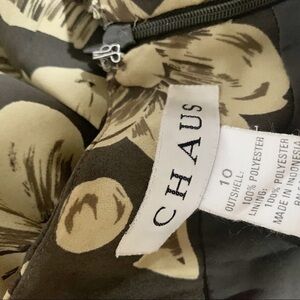 CHAUS
10
OUTSHELL:
100% POLYESTER
LINING:
100% POLYESTER
MADE IN INDONESIA